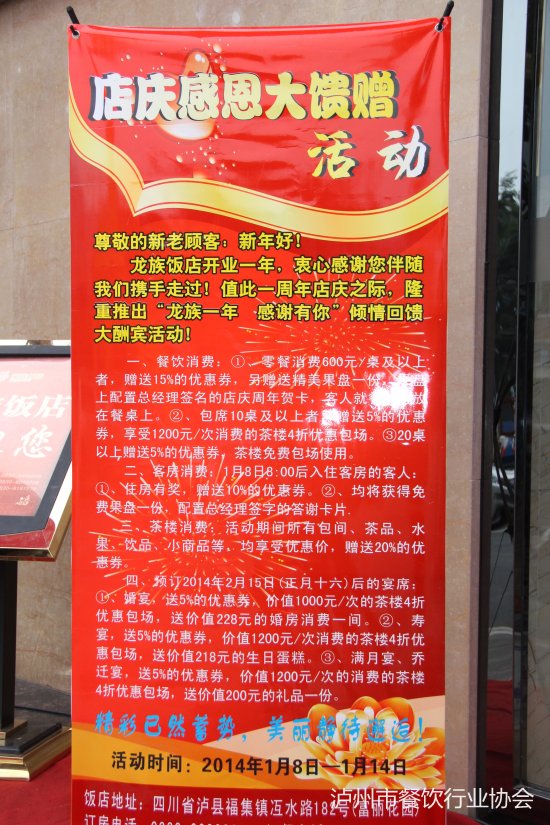 店庆感恩大馈赠
活动
尊敬的新老顾客：新年好！
龙族饭店开业一年，衷心感谢您伴随
我们携手走过！值此一周年店庆之际，隆
重推出“龙族一年 感谢有你”倾情回馈
大酬宾活动！
一、餐饮消费：①、零餐消费600元/桌及以上
者，赠送15%的优惠券，另赠送精美果盘一份，盘
上配置总经理签名的店庆周年贺卡，客人就 放
在餐桌上。②、包席10桌及以上者 赠送5%的优惠
券，享受1200元/次消费的茶楼4折优惠包场。③20桌
以上赠送5%优惠券，茶楼免费包场使用。
二、客房消费：1月8日8:00后入住客房的客人：
①、住房有奖，赠送10%的优惠券。②、均将获得免
费果盘一份，配置总经理签字的答谢卡片.
三、茶楼消费：活动期间所有包间、茶品、水
果、饮品、小商品等，均享受优惠价，赠送20%的优
惠券。
四、预订2014年2月15日(正月十六)后的宴席：
①、婚宴，送5%的优惠券，价值1000元/次的茶楼4折
优惠包场，送价值228元的婚房消费一间。②、寿
宴，送5%的优惠券，价值1200元/次消费的茶楼4折优
惠包场，送价值218元的生日蛋糕。③、满月宴、乔
迁宴，送5%的优惠券，价值1200元/次的消费的茶楼
4折优惠包场，送价值200元的礼品一份。
精彩已然蓄势，美丽静待邂逅！
活动时间：2014年1月8日—1月14日
饭店地址：四川省泸县福集镇冱水路182号(富丽花园)
订房电话
饭店
您
泸州市餐饮行业协会